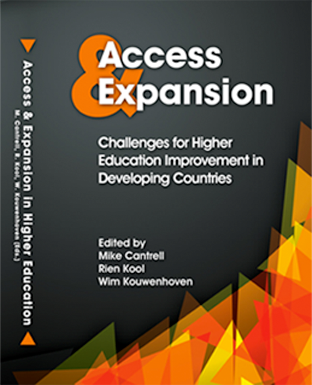 Access
& Expansion
Challenges for Higher
Education Improvement in
Developing Countries
Edited by
Mike Cantrell
Rien Kool
Wim Kouwenhoven
Access & Expansion in Higher Education
M. Cantrell, R. Kool, W. Kouwenhoven (Eds.)